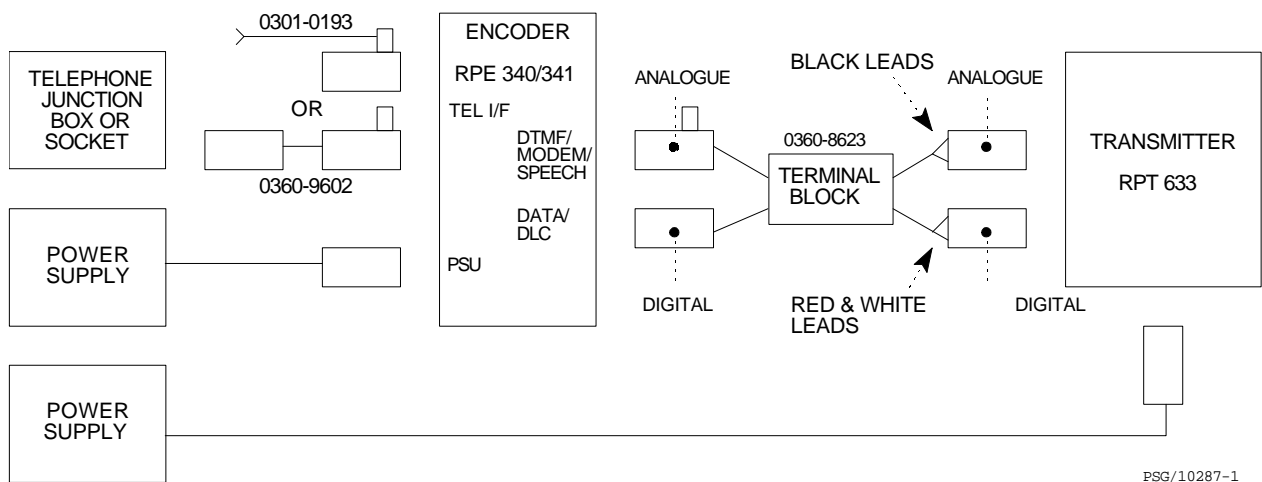 0301-0193
TELEPHONE
JUNCTION
BOX OR
SOCKET
OR
0360-9602
POWER
SUPPLY
POWER
SUPPLY
ENCODER
RPE 340/341
TEL I/F
DTMF/
MODEM/
SPEECH
DATA/
DLC
PSU
ANALOGUE
DIGITAL
0360-8623
TERMINAL
BLOCK
BLACK LEADS
RED & WHITE
LEADS
ANALOGUE
DIGITAL
TRANSMITTER
RPT 633
PSG/10287-1